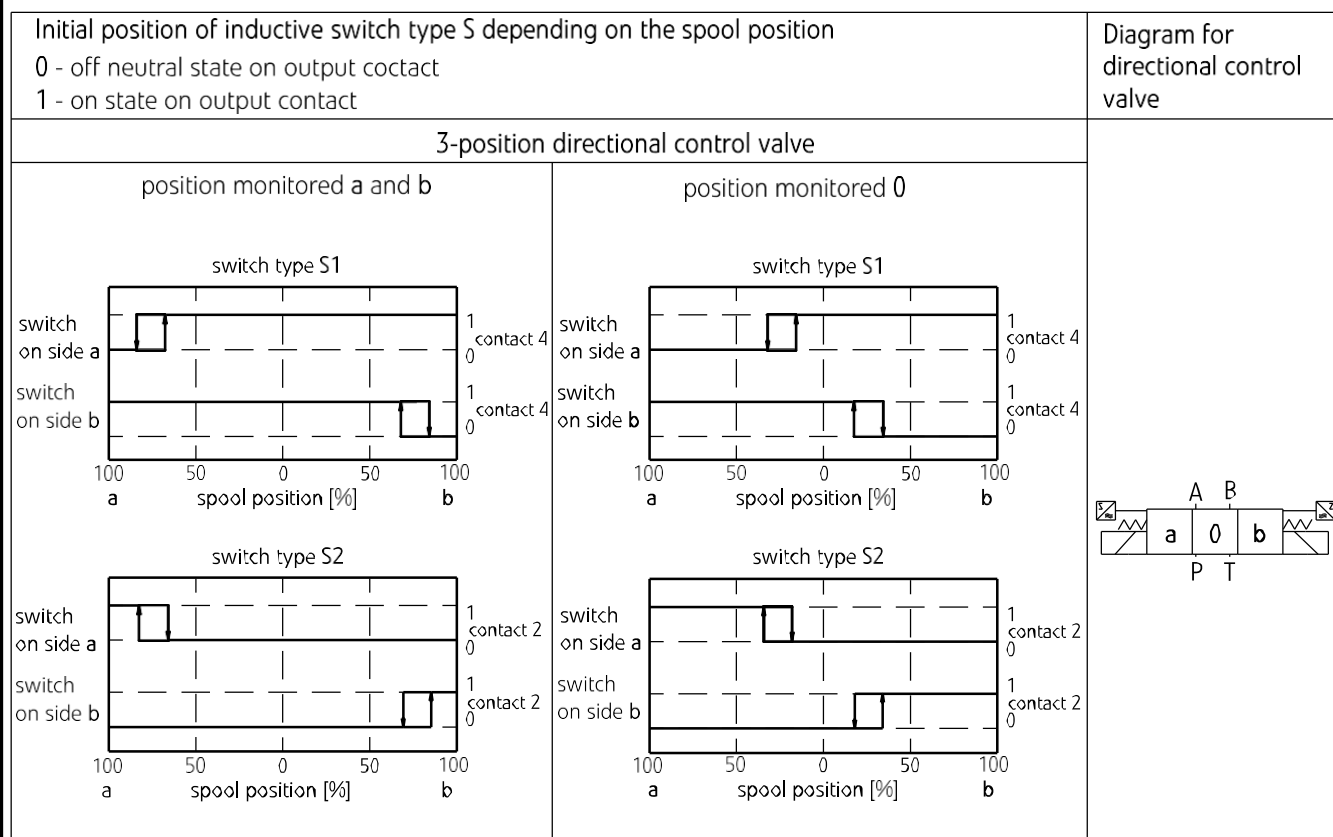 Initial position of inductive switch type S depending on the spool position
0 - off neutral state on output coctact
1 - on state on output contact
Diagram for
directional control
valve
3-position directional control valve
position monitored a and b
switch type S1
switch
on side a
1
contact 4
0
switch
on side b
1
contact 4
0
100 50 0 50 100
a spool position [%] b
switch type S2
switch
on side a
1
contact 2
0
switch
on side b
1
contact 2
0
100 50 0 50 100
a spool position [%] b
position monitored 0
switch type S1
switch
on side a
1
contact 4
0
switch
on side b
1
contact 4
0
100 50 0 50 100
a spool position [%] b
switch type S2
switch
on side a
1
contact 2
0
switch
on side b
1
contact 2
0
100 50 0 50 100
a spool position [%] b
A B
a 0 b
P T